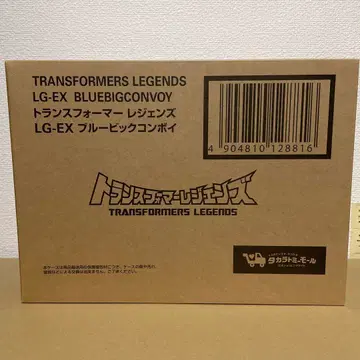 TRANSFORMERS LEGENDS
LG-EX BLUEBIGCONVOY
トランスフォーマー レジェンズ
LG-EX ブルービックコンボイ
4 904810 128816
トランスフォーマーレジェンズ
TRANSFORMERS LEGENDS
タカラトミーモール